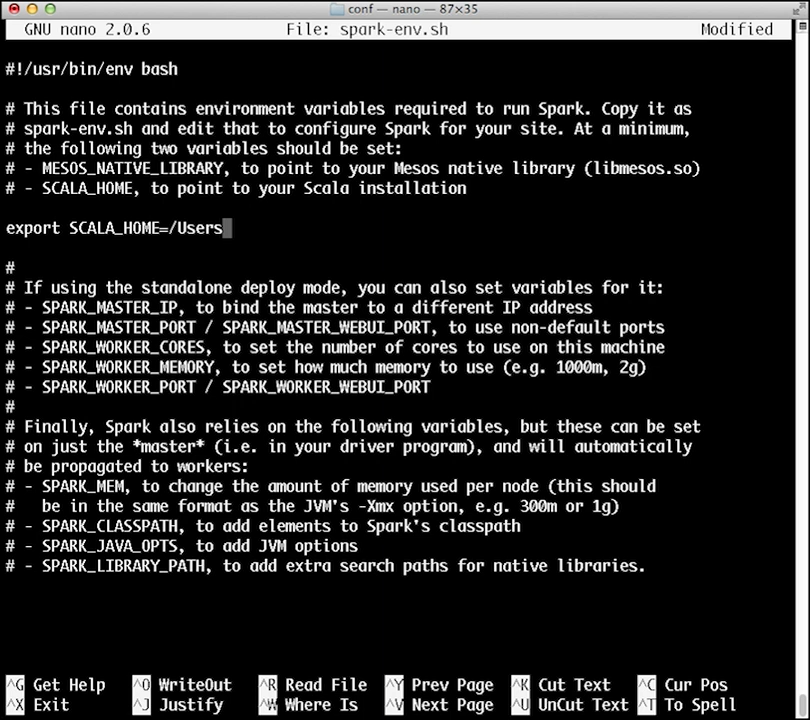 conf — nano — 87×35
GNU nano 2.0.6 File: spark-env.sh Modified
#!/usr/bin/env bash
# This file contains environment variables required to run Spark. Copy it as
# spark-env.sh and edit that to configure Spark for your site. At a minimum,
# the following two variables should be set:
# - MESOS_NATIVE_LIBRARY, to point to your Mesos native library (libmesos.so)
# - SCALA_HOME, to point to your Scala installation
export SCALA_HOME=/Users
#
# If using the standalone deploy mode, you can also set variables for it:
# - SPARK_MASTER_IP, to bind the master to a different IP address
# - SPARK_MASTER_PORT / SPARK_MASTER_WEBUI_PORT, to use non-default ports
# - SPARK_WORKER_CORES, to set the number of cores to use on this machine
# - SPARK_WORKER_MEMORY, to set how much memory to use (e.g. 1000m, 2g)
# - SPARK_WORKER_PORT / SPARK_WORKER_WEBUI_PORT
#
# Finally, Spark also relies on the following variables, but these can be set
# on just the *master* (i.e. in your driver program), and will automatically
# be propagated to workers:
# - SPARK_MEM, to change the amount of memory used per node (this should
#   be in the same format as the JVM's -Xmx option, e.g. 300m or 1g)
# - SPARK_CLASSPATH, to add elements to Spark's classpath
# - SPARK_JAVA_OPTS, to add JVM options
# - SPARK_LIBRARY_PATH, to add extra search paths for native libraries.
^G Get Help ^O WriteOut ^R Read File ^Y Prev Page ^K Cut Text ^C Cur Pos
^X Exit ^J Justify ^W Where Is ^V Next Page ^U UnCut Text ^T To Spell